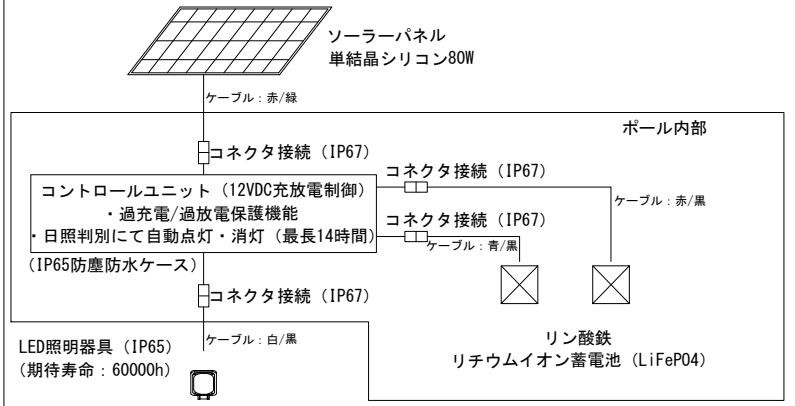 ソーラーパネル
単結晶シリコン80W
ケーブル：赤/緑
ポール内部
コネクタ接続（IP67）
コネクタ接続（IP67）
ケーブル：赤/黒
コントロールユニット（12VDC充放電制御）
・過充電/過放電保護機能
・日照判別にて自動点灯・消灯（最長14時間）
コネクタ接続（IP67）
ケーブル：青/黒
（IP65防塵防水ケース）
コネクタ接続（IP67）
ケーブル：白/黒
LED照明器具（IP65）
（期待寿命：60000h）
リン酸鉄
リチウムイオン蓄電池（LiFePO4）